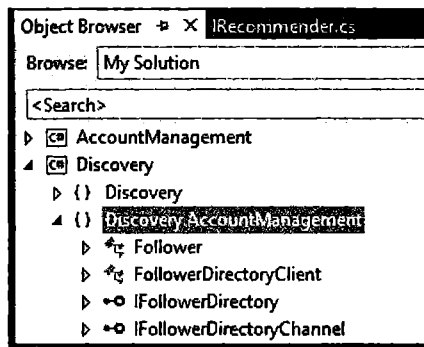 Object Browser IRecommender.cs
Browse: My Solution
<Search>
C# AccountManagement
C# Discovery
{ } Discovery
{ } Discovery.AccountManagement
Follower
FollowerDirectoryClient
IFollowerDirectory
IFollowerDirectoryChannel